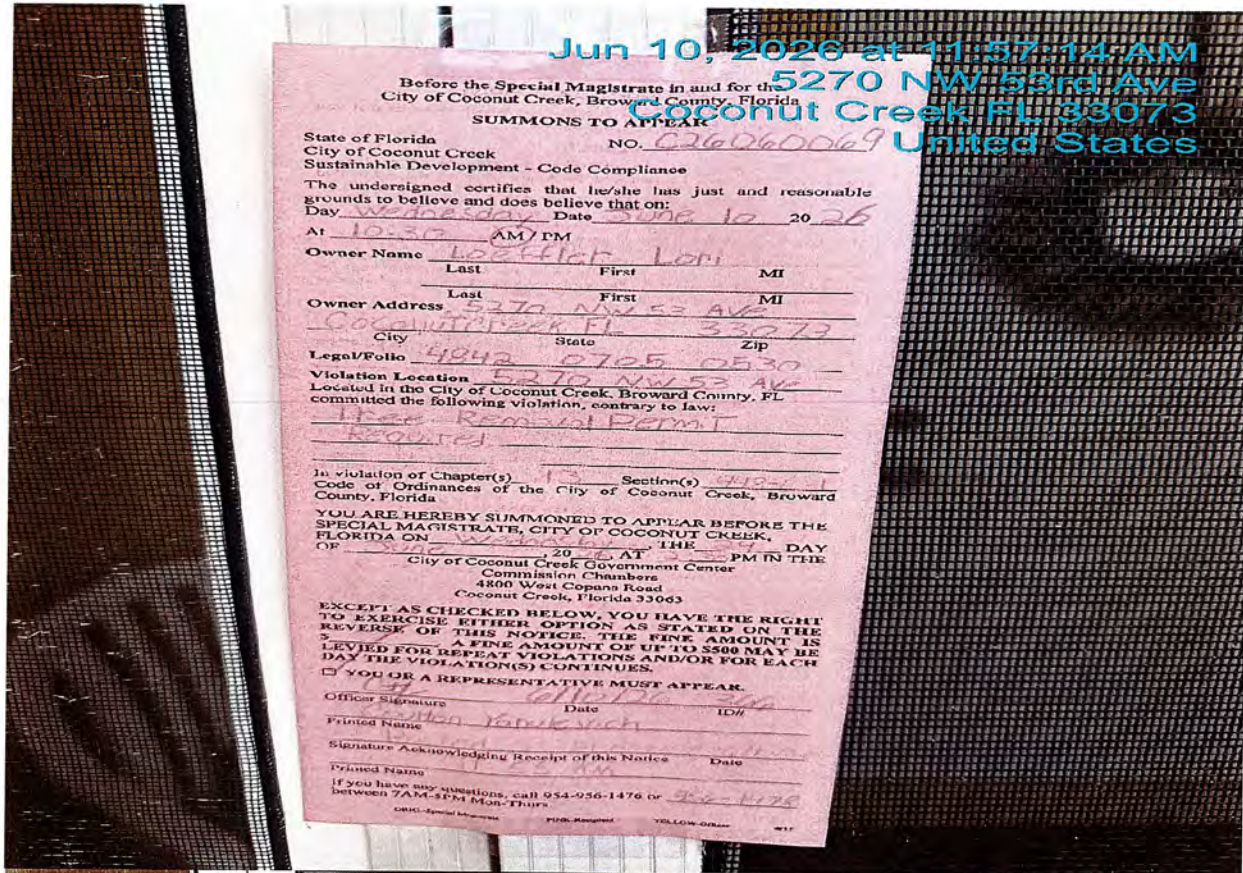 Jun 10, 2026 at 11:57:14 AM
5270 NW 53rd Ave
Coconut Creek FL 33073
United States
Before the Special Magistrate in and for the
City of Coconut Creek, Broward County, Florida
SUMMONS TO APPEAR
State of Florida NO. C26060069
City of Coconut Creek
Sustainable Development - Code Compliance
The undersigned certifies that he/she has just and reasonable
grounds to believe and does believe that on:
Day Wednesday Date June 10 20 26
At 10:30 AM/PM
Owner Name Loeffler Lori
Last First MI
Last First MI
Owner Address 5270 NW 53 Ave
Coconut Creek FL 33073
City State Zip
Legal/Folio 4842 0705 0530
Violation Location 5270 NW 53 Ave
Located in the City of Coconut Creek, Broward County, FL
committed the following violation, contrary to law:
Tree Removal Permit
Required
In violation of Chapter(s) 13 Section(s)
Code of Ordinances of the City of Coconut Creek, Broward
County, Florida
YOU ARE HEREBY SUMMONED TO APPEAR BEFORE THE
SPECIAL MAGISTRATE, CITY OF COCONUT CREEK,
FLORIDA ON Wednesday, THE DAY
OF June, 20 AT PM IN THE
City of Coconut Creek Government Center
Commission Chambers
4800 West Copans Road
Coconut Creek, Florida 33063
EXCEPT AS CHECKED BELOW, YOU HAVE THE RIGHT
TO EXERCISE EITHER OPTION AS STATED ON THE
REVERSE OF THIS NOTICE. THE FINE AMOUNT IS
$ A FINE AMOUNT OF UP TO $500 MAY BE
LEVIED FOR REPEAT VIOLATIONS AND/OR FOR EACH
DAY THE VIOLATION(S) CONTINUES.
☐ YOU OR A REPRESENTATIVE MUST APPEAR.
6/10/26
Officer Signature Date ID#
Yanulevich
Printed Name
Signature Acknowledging Receipt of this Notice Date
Printed Name
If you have any questions, call 954-956-1476 or
between 7AM-5PM Mon-Thurs
ORIG.-Special Magistrate PINK-Recipient YELLOW-Officer